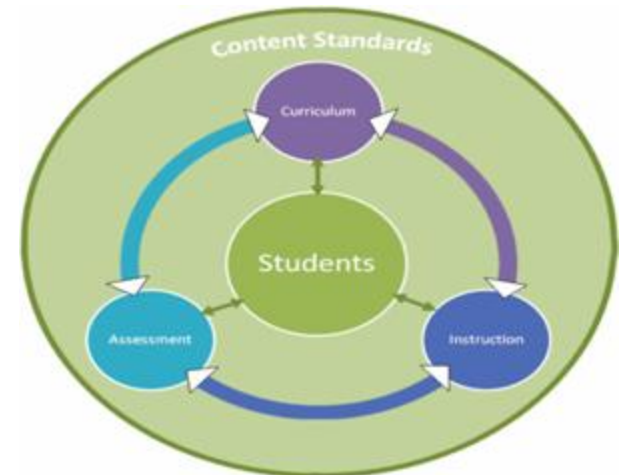 Content Standards
Curriculum
Students
Assessment
Instruction